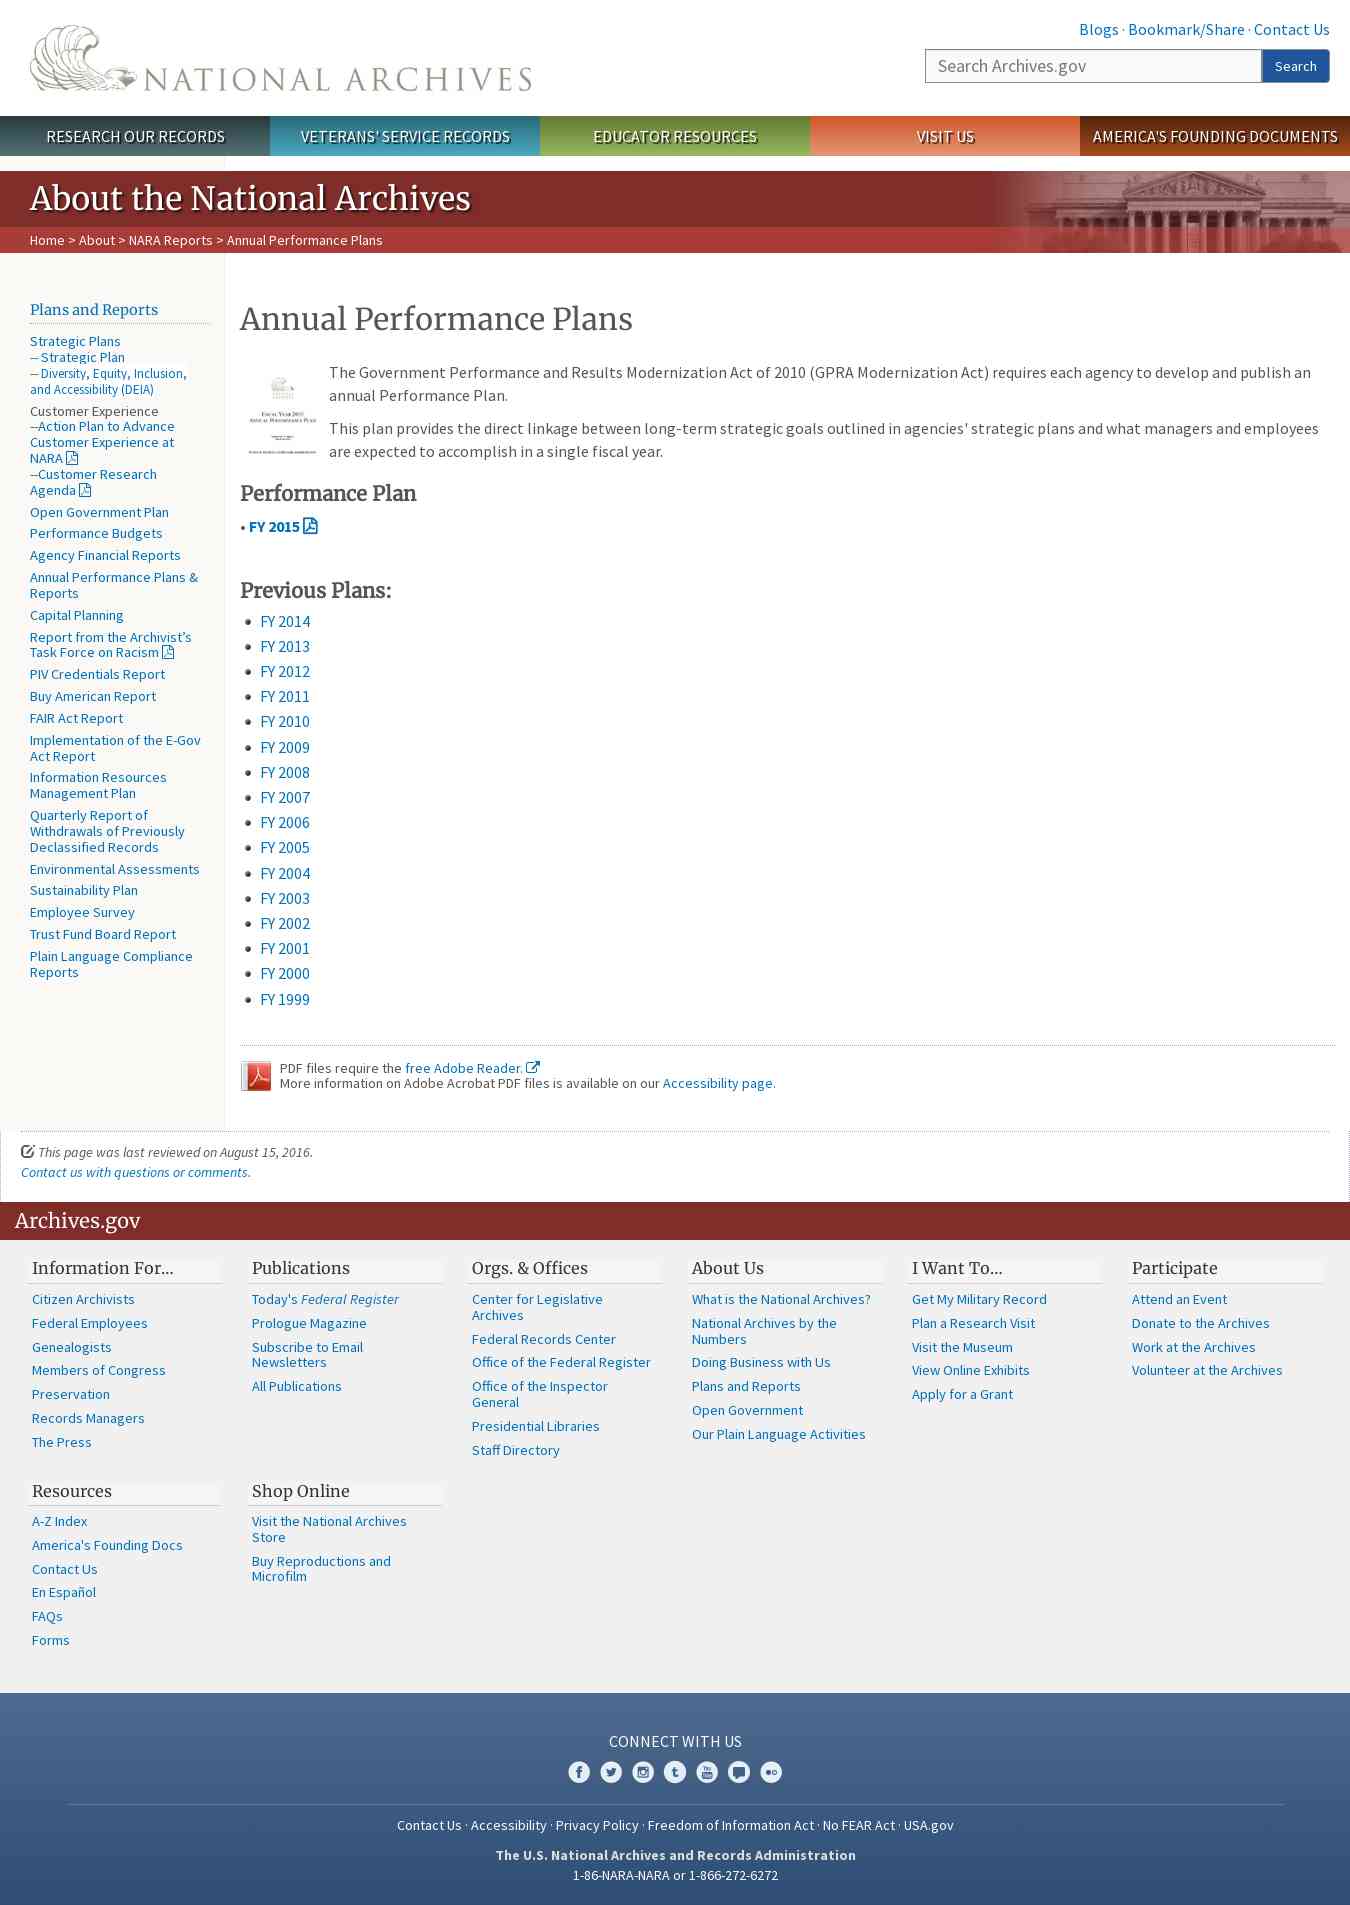 NATIONAL ARCHIVES
Blogs · Bookmark/Share · Contact Us
Search Archives.gov
Search
RESEARCH OUR RECORDS
VETERANS' SERVICE RECORDS
EDUCATOR RESOURCES
VISIT US
AMERICA'S FOUNDING DOCUMENTS
About the National Archives
Home > About > NARA Reports > Annual Performance Plans
Plans and Reports
Strategic Plans
-- Strategic Plan
-- Diversity, Equity, Inclusion,
and Accessibility (DEIA)
Customer Experience
--Action Plan to Advance
Customer Experience at
NARA
--Customer Research
Agenda
Open Government Plan
Performance Budgets
Agency Financial Reports
Annual Performance Plans &
Reports
Capital Planning
Report from the Archivist’s
Task Force on Racism
PIV Credentials Report
Buy American Report
FAIR Act Report
Implementation of the E-Gov
Act Report
Information Resources
Management Plan
Quarterly Report of
Withdrawals of Previously
Declassified Records
Environmental Assessments
Sustainability Plan
Employee Survey
Trust Fund Board Report
Plain Language Compliance
Reports
Annual Performance Plans
The Government Performance and Results Modernization Act of 2010 (GPRA Modernization Act) requires each agency to develop and publish an
annual Performance Plan.
This plan provides the direct linkage between long-term strategic goals outlined in agencies' strategic plans and what managers and employees
are expected to accomplish in a single fiscal year.
Performance Plan
• FY 2015
Previous Plans:
FY 2014
FY 2013
FY 2012
FY 2011
FY 2010
FY 2009
FY 2008
FY 2007
FY 2006
FY 2005
FY 2004
FY 2003
FY 2002
FY 2001
FY 2000
FY 1999
PDF files require the free Adobe Reader.
More information on Adobe Acrobat PDF files is available on our Accessibility page.
This page was last reviewed on August 15, 2016.
Contact us with questions or comments.
Archives.gov
Information For…
Citizen Archivists
Federal Employees
Genealogists
Members of Congress
Preservation
Records Managers
The Press
Publications
Today's Federal Register
Prologue Magazine
Subscribe to Email
Newsletters
All Publications
Orgs. & Offices
Center for Legislative
Archives
Federal Records Center
Office of the Federal Register
Office of the Inspector
General
Presidential Libraries
Staff Directory
About Us
What is the National Archives?
National Archives by the
Numbers
Doing Business with Us
Plans and Reports
Open Government
Our Plain Language Activities
I Want To…
Get My Military Record
Plan a Research Visit
Visit the Museum
View Online Exhibits
Apply for a Grant
Participate
Attend an Event
Donate to the Archives
Work at the Archives
Volunteer at the Archives
Resources
A-Z Index
America's Founding Docs
Contact Us
En Español
FAQs
Forms
Shop Online
Visit the National Archives
Store
Buy Reproductions and
Microfilm
CONNECT WITH US
Contact Us · Accessibility · Privacy Policy · Freedom of Information Act · No FEAR Act · USA.gov
The U.S. National Archives and Records Administration
1-86-NARA-NARA or 1-866-272-6272